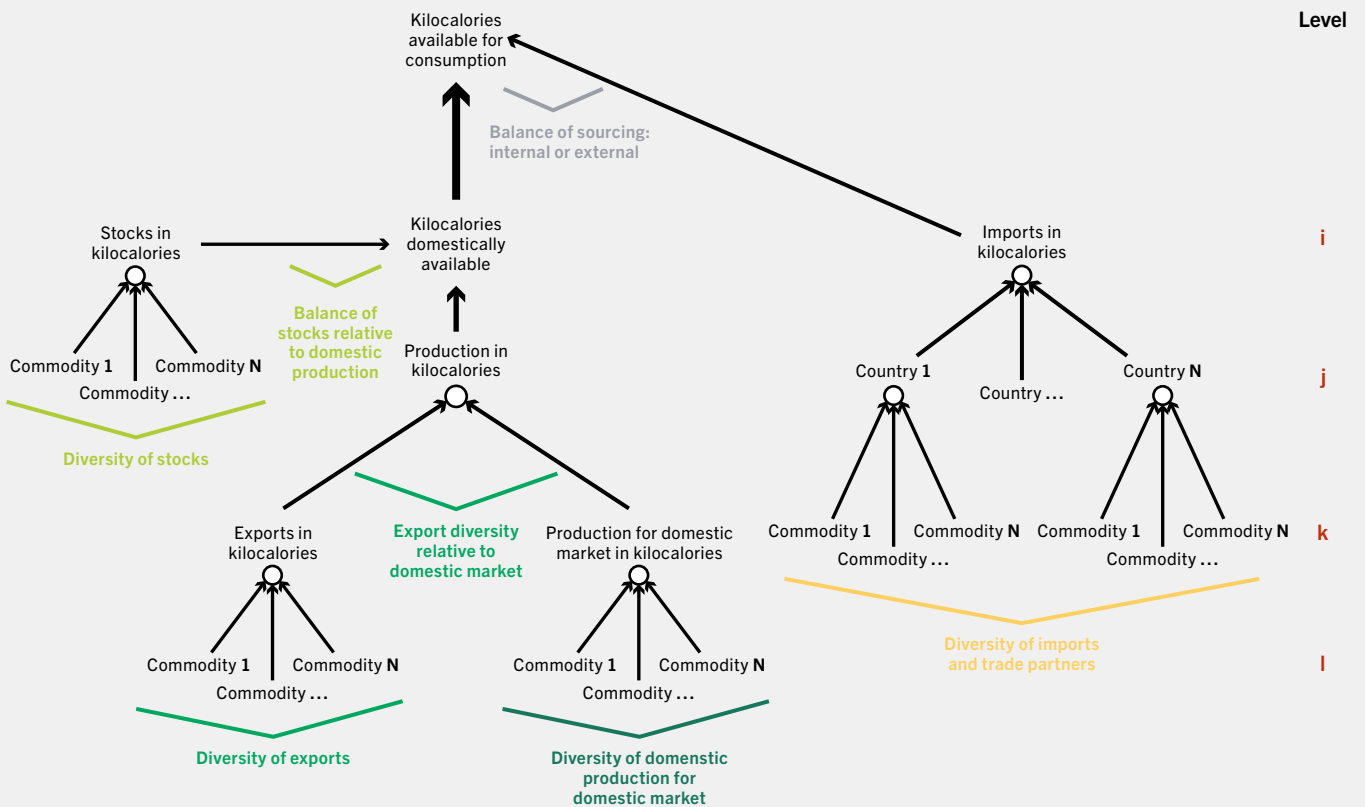 Kilocalories
available for
consumption
Level
Balance of sourcing:
internal or external
Stocks in
kilocalories
Kilocalories
domestically
available
Imports in
kilocalories
i
Balance of
stocks relative
to domestic
production
Production in
kilocalories
Commodity 1
Commodity ...
Commodity N
Diversity of stocks
Country 1
Country ...
Country N
j
Exports in
kilocalories
Export diversity
relative to
domestic market
Production for domestic
market in kilocalories
Commodity 1
Commodity ...
Commodity N
Commodity 1
Commodity ...
Commodity N
k
Commodity 1
Commodity ...
Commodity N
Commodity 1
Commodity ...
Commodity N
Diversity of imports
and trade partners
l
Diversity of exports
Diversity of domenstic
production for
domestic market